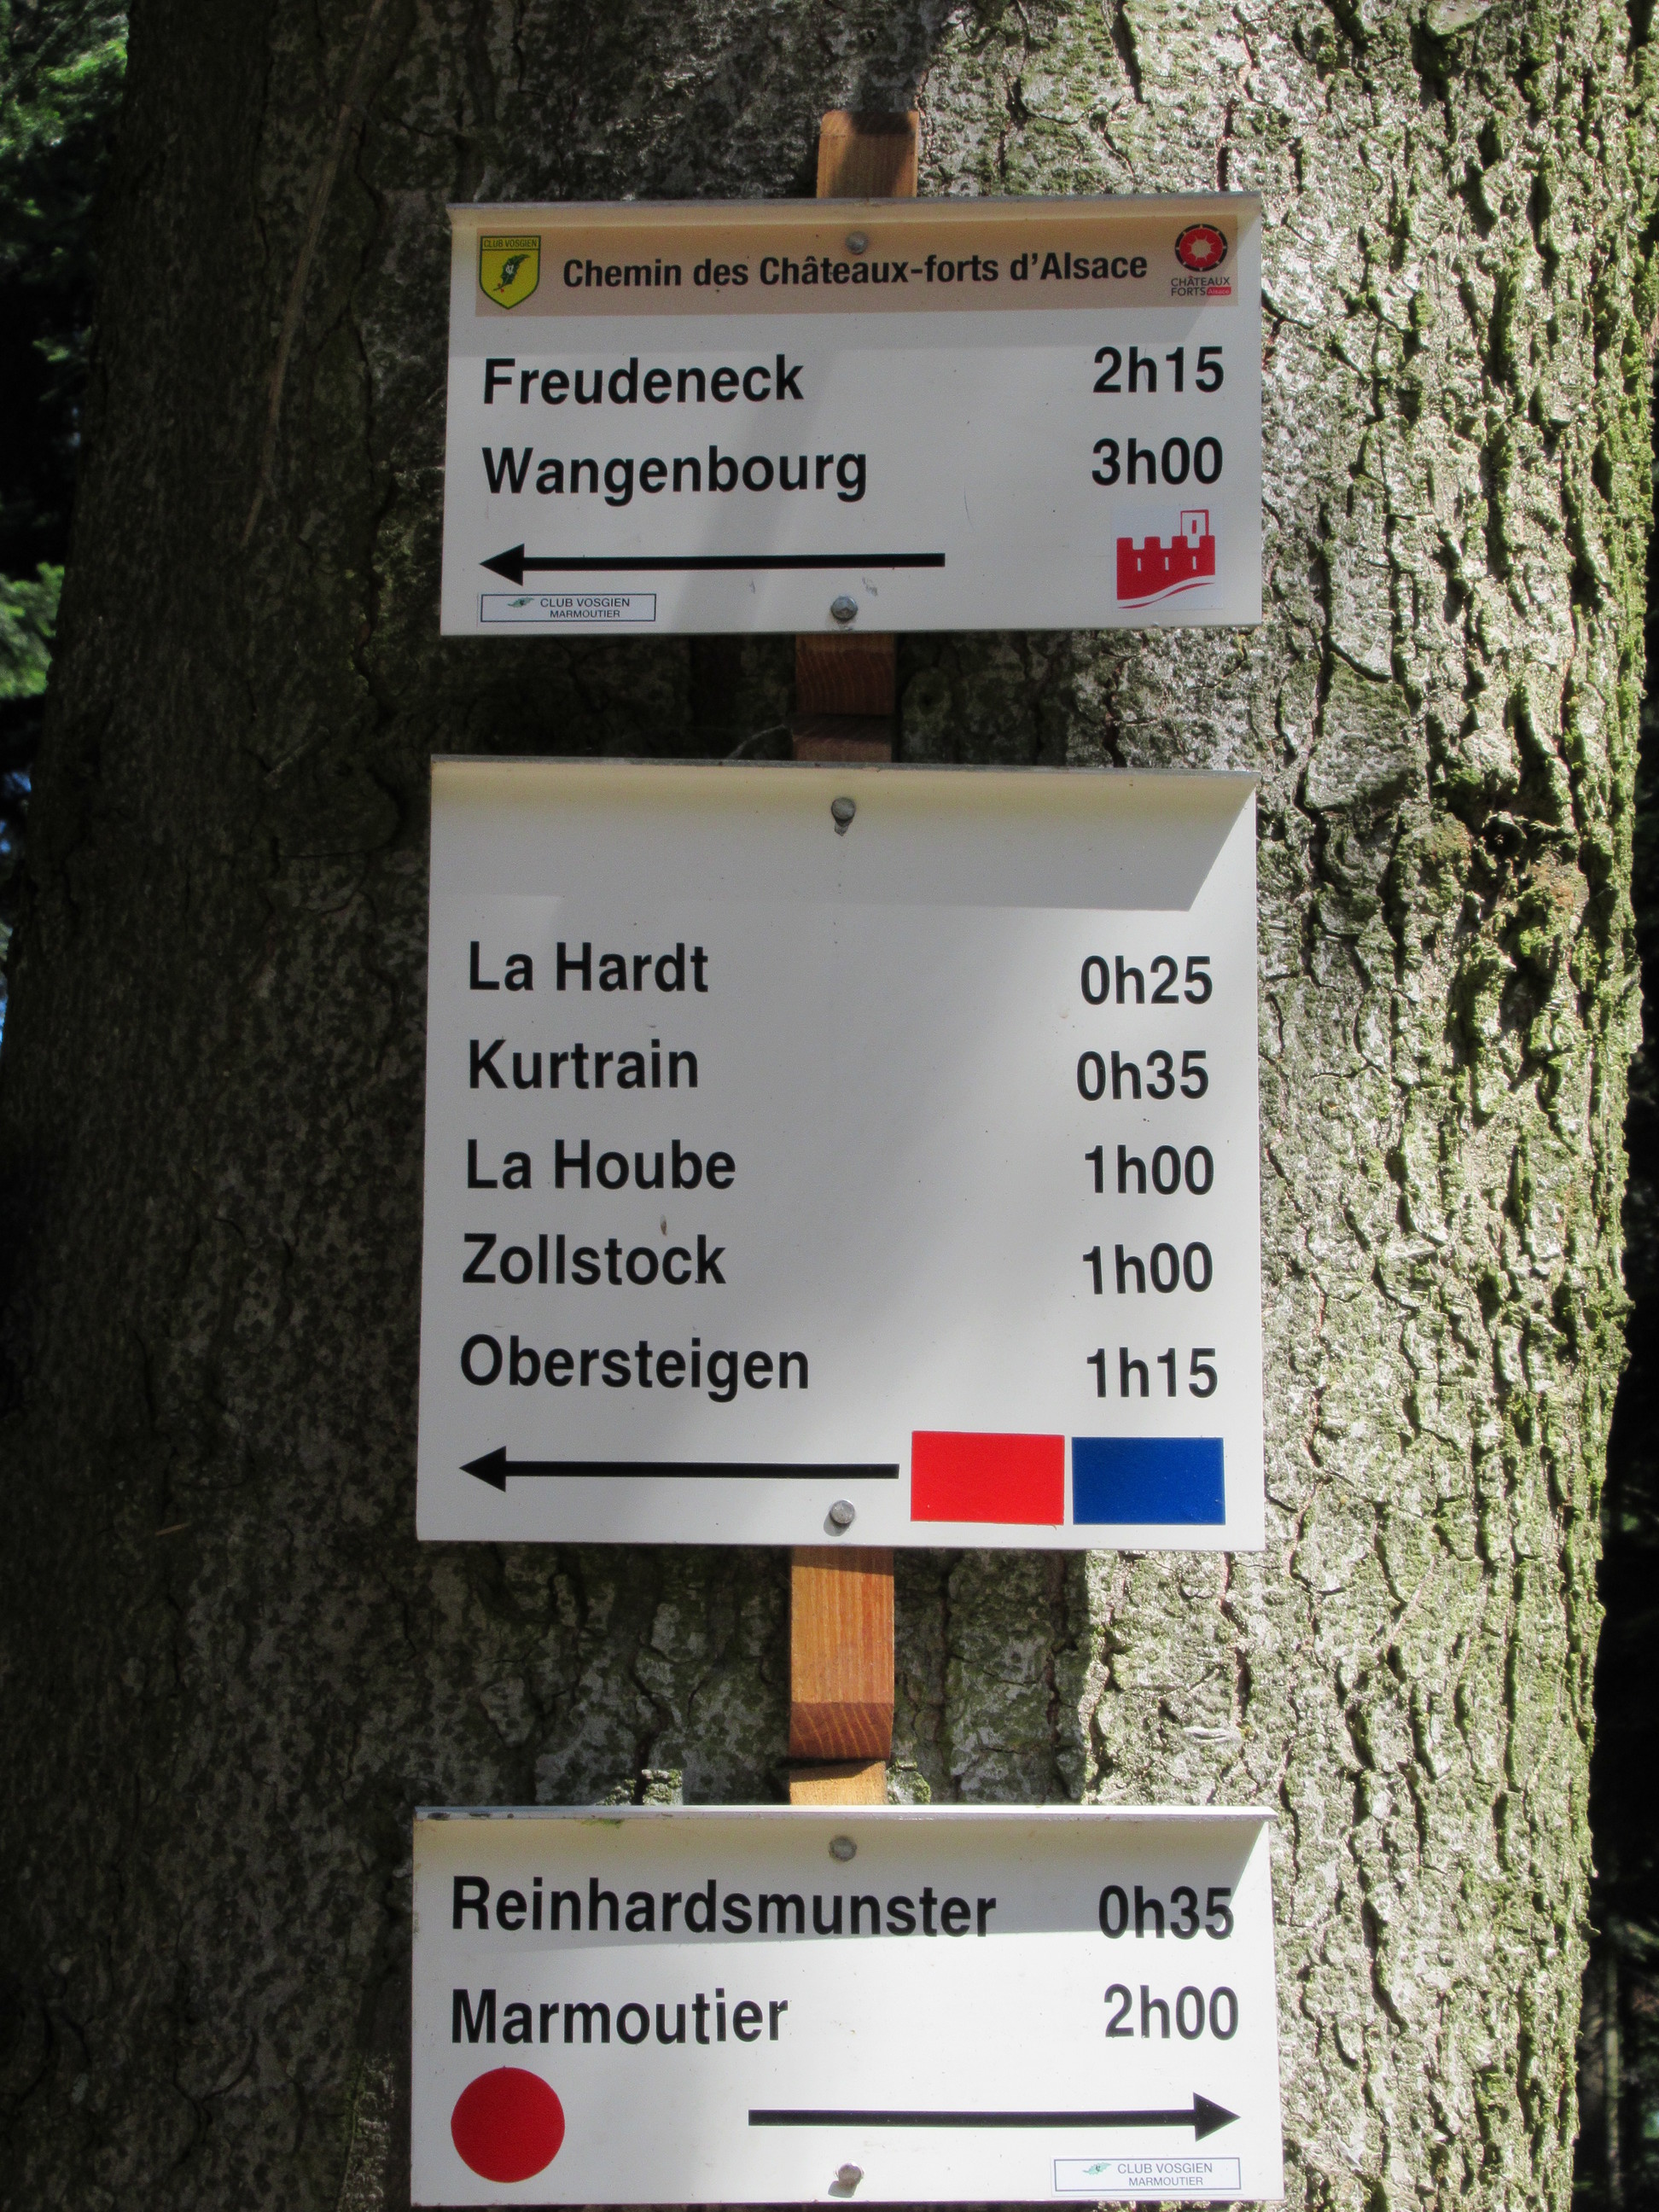 CLUB VOSGIEN
Chemin des Châteaux-forts d'Alsace
CHÂTEAUX
FORTS
Freudeneck 2h15
Wangenbourg 3h00
CLUB VOSGIEN
MARMOUTIER
La Hardt 0h25
Kurtrain 0h35
La Hoube 1h00
Zollstock 1h00
Obersteigen 1h15
Reinhardsmunster 0h35
Marmoutier 2h00
CLUB VOSGIEN
MARMOUTIER